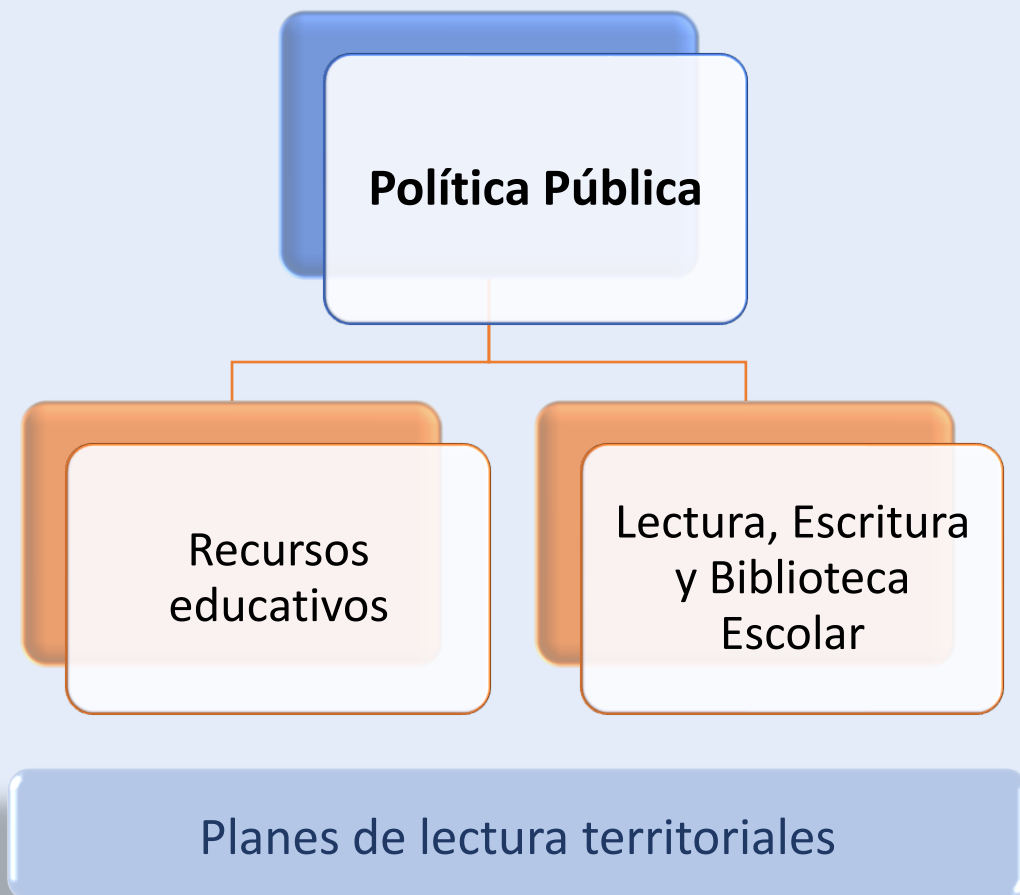 Política Pública
Recursos
educativos
Lectura, Escritura
y Biblioteca
Escolar
Planes de lectura territoriales